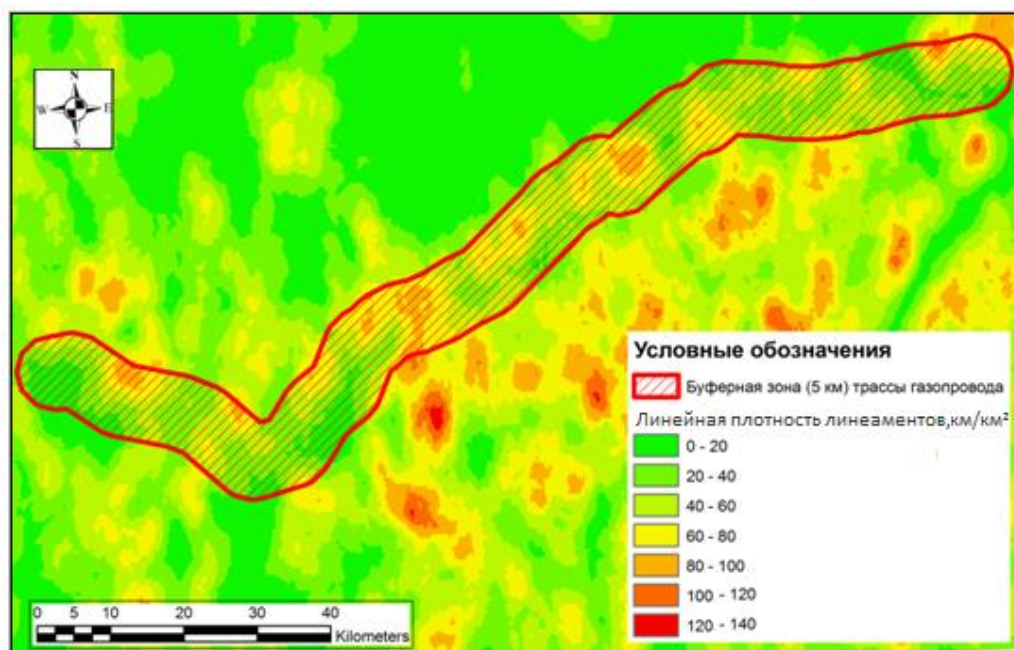 N
W E
S
Условные обозначения
Буферная зона (5 км) трассы газопровода
Линейная плотность линеаментов,км/км²
0 - 20
20 - 40
40 - 60
60 - 80
80 - 100
100 - 120
120 - 140
0 5 10 20 30 40
Kilometers